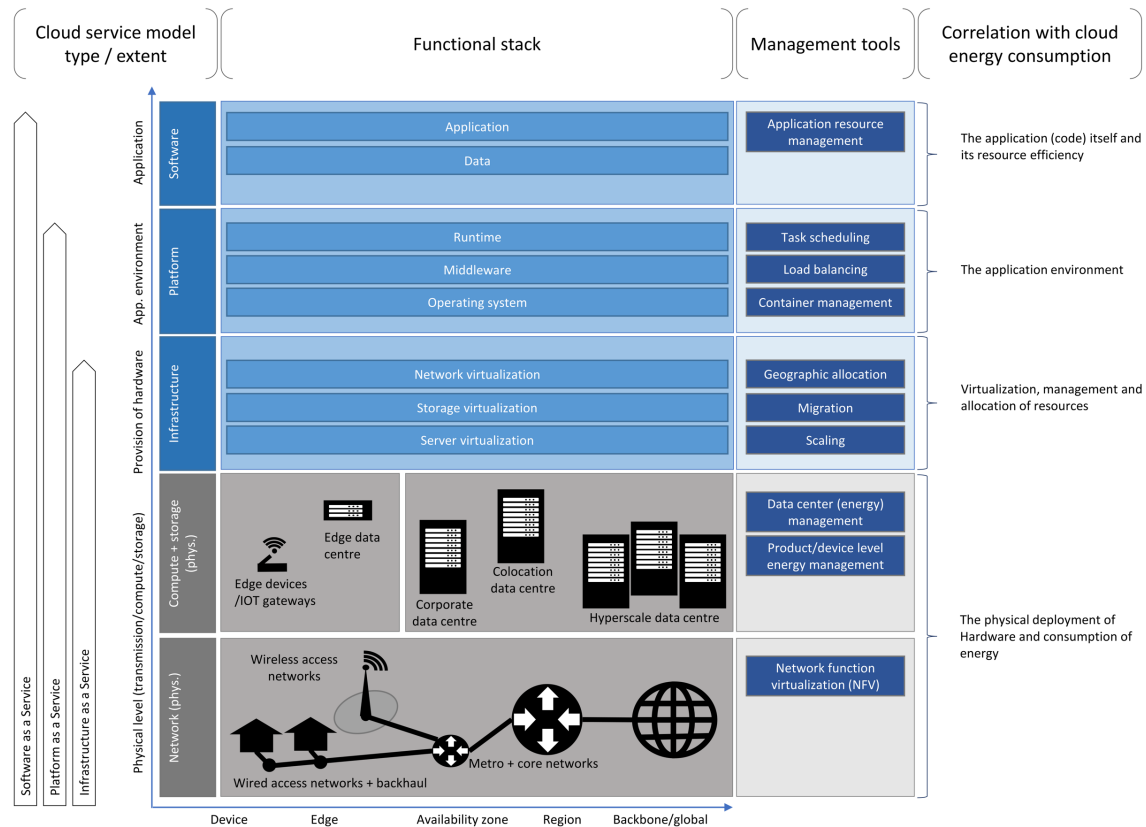 Cloud service model
type / extent
Functional stack
Management tools
Correlation with cloud
energy consumption
Software as a Service
Platform as a Service
Infrastructure as a Service
Application
App. environment
Provision of hardware
Physical level (transmission/compute/storage)
Software
Application
Data
Application resource
management
The application (code) itself and
its resource efficiency
Platform
Runtime
Middleware
Operating system
Task scheduling
Load balancing
Container management
The application environment
Infrastructure
Network virtualization
Storage virtualization
Server virtualization
Geographic allocation
Migration
Scaling
Virtualization, management and
allocation of resources
Compute + storage
(phys.)
Edge data
centre
Edge devices
/IOT gateways
Corporate
data centre
Colocation
data centre
Hyperscale data centre
Data center (energy)
management
Product/device level
energy management
The physical deployment of
Hardware and consumption of
energy
Network (phys.)
Wireless access
networks
Wired access networks + backhaul
Metro + core networks
Network function
virtualization (NFV)
Device
Edge
Availability zone
Region
Backbone/global